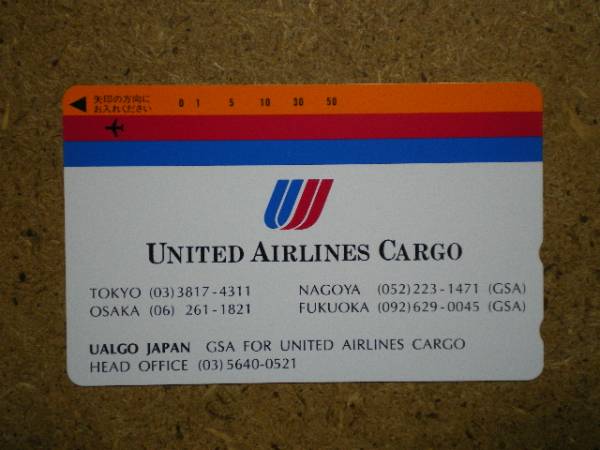 矢印の方向に
お入れください
0 1 5 10 30 50
UNITED AIRLINES CARGO
TOKYO (03)3817-4311 NAGOYA (052)223-1471 (GSA)
OSAKA (06) 261-1821 FUKUOKA (092)629-0045 (GSA)
UALGO JAPAN GSA FOR UNITED AIRLINES CARGO
HEAD OFFICE (03)5640-0521